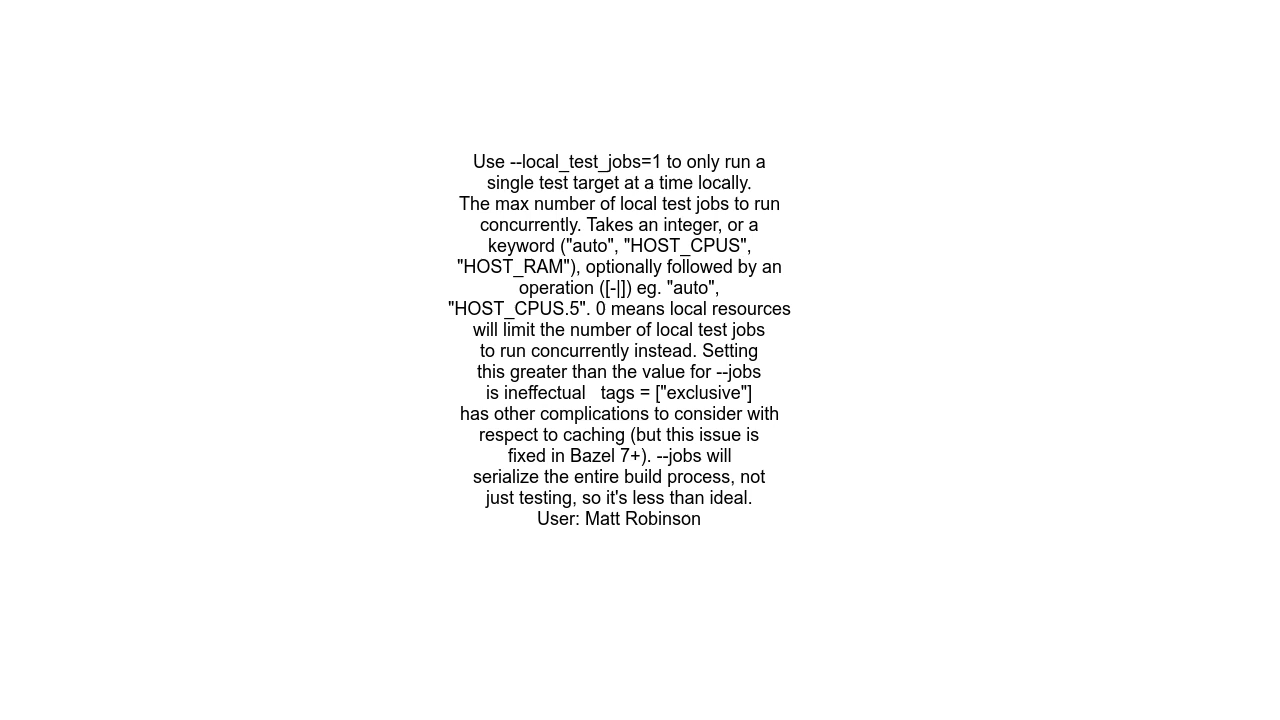 Use --local_test_jobs=1 to only run a
single test target at a time locally.
The max number of local test jobs to run
concurrently. Takes an integer, or a
keyword ("auto", "HOST_CPUS",
"HOST_RAM"), optionally followed by an
operation ([-|]) eg. "auto",
"HOST_CPUS.5". 0 means local resources
will limit the number of local test jobs
to run concurrently instead. Setting
this greater than the value for --jobs
is ineffectual   tags = ["exclusive"]
has other complications to consider with
respect to caching (but this issue is
fixed in Bazel 7+). --jobs will
serialize the entire build process, not
just testing, so it's less than ideal.
User: Matt Robinson